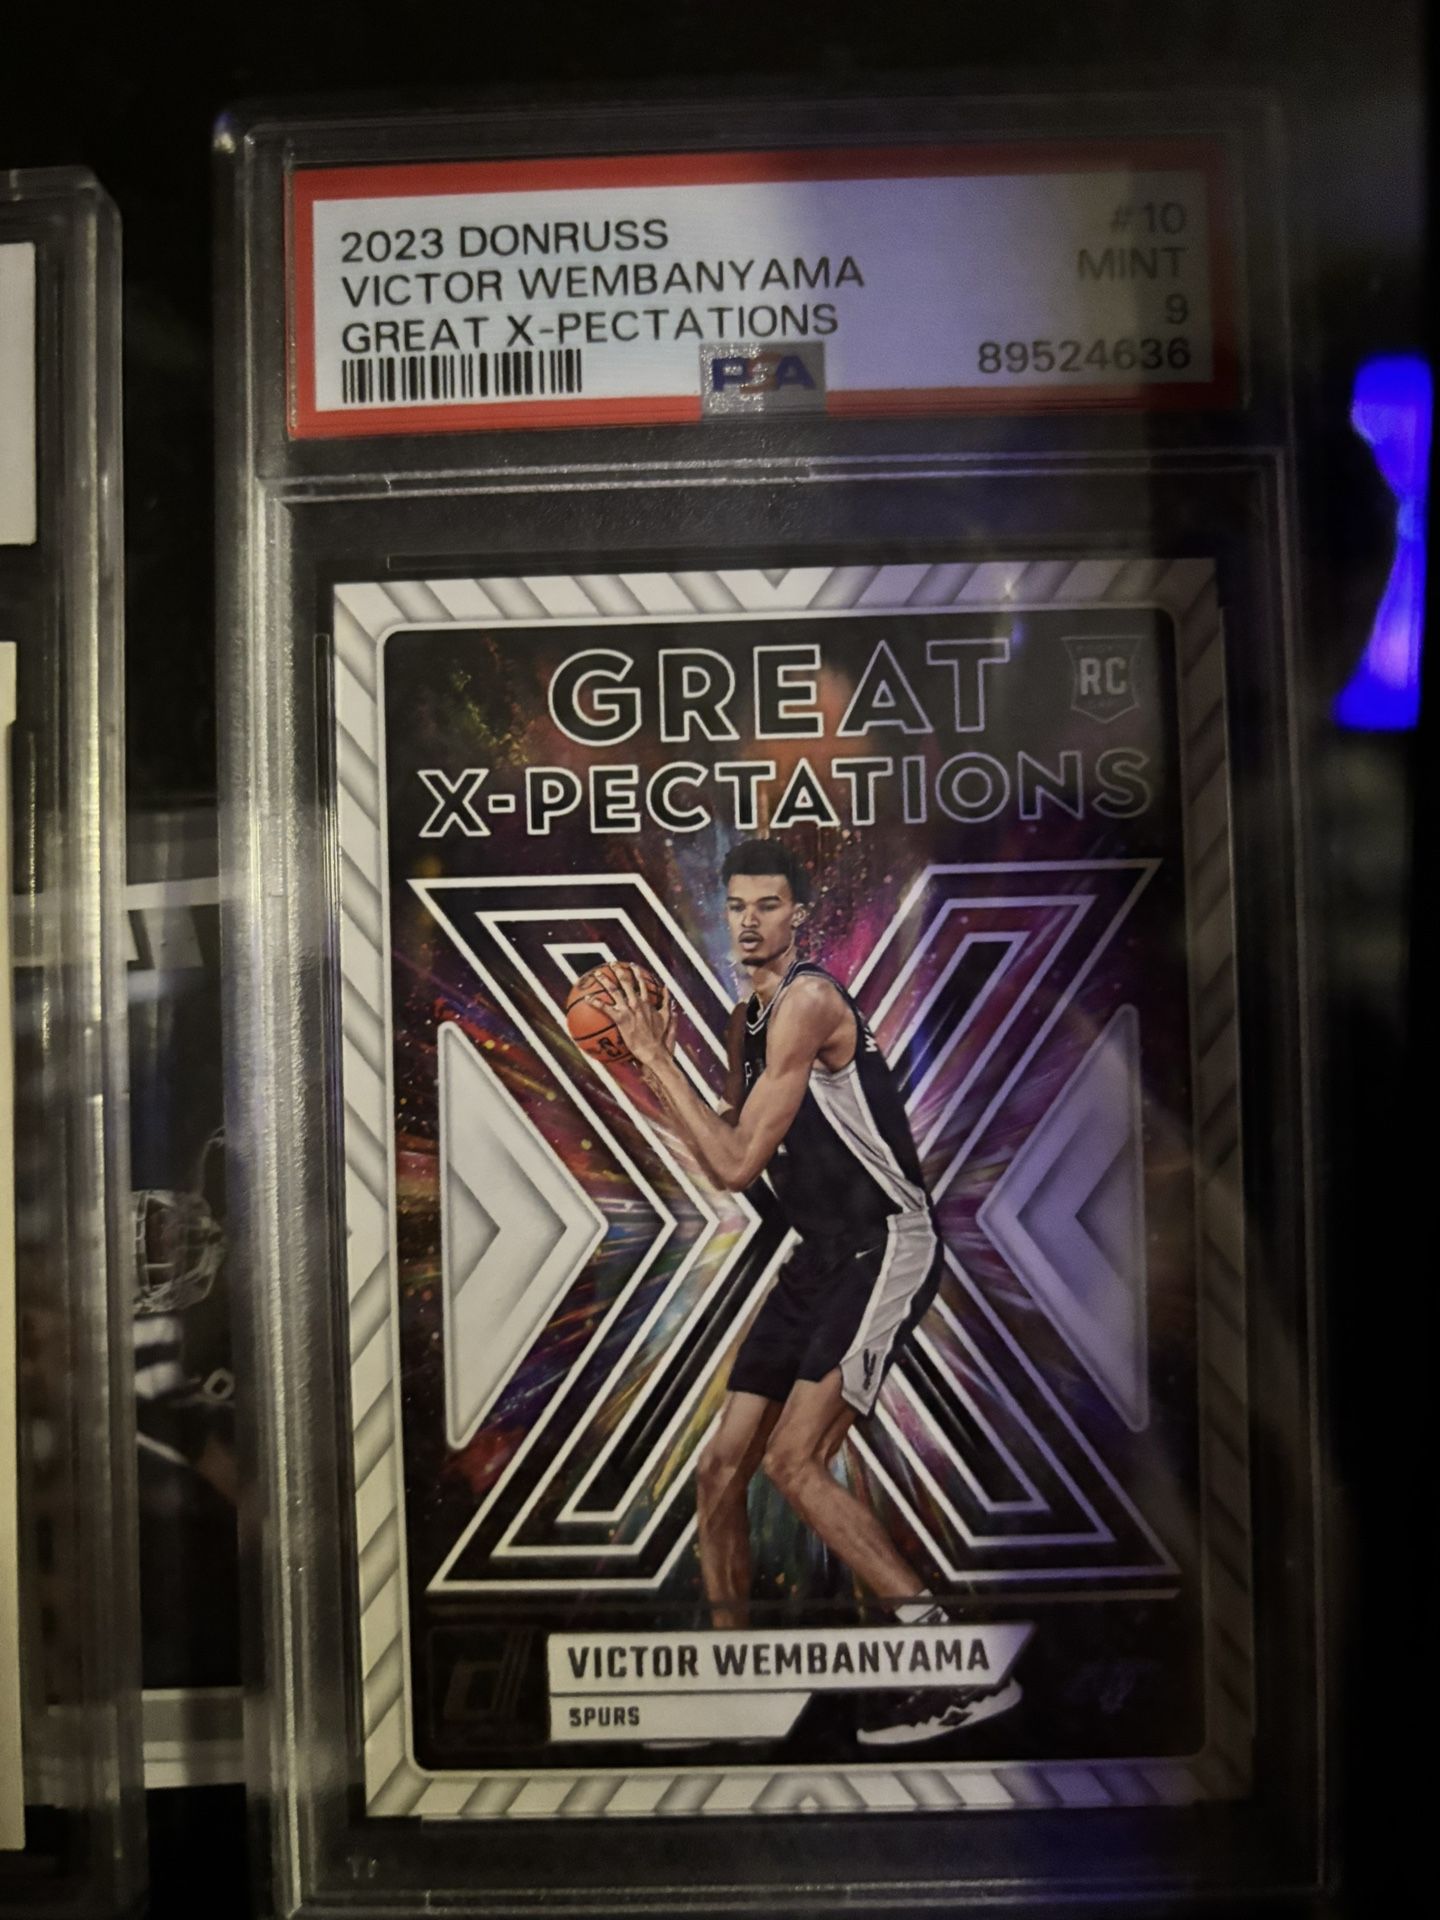 2023 DONRUSS
VICTOR WEMBANYAMA
GREAT X-PECTATIONS
#10
MINT
9
89524636
PSA
GREAT
RC
X-PECTATIONS
VICTOR WEMBANYAMA
SPURS